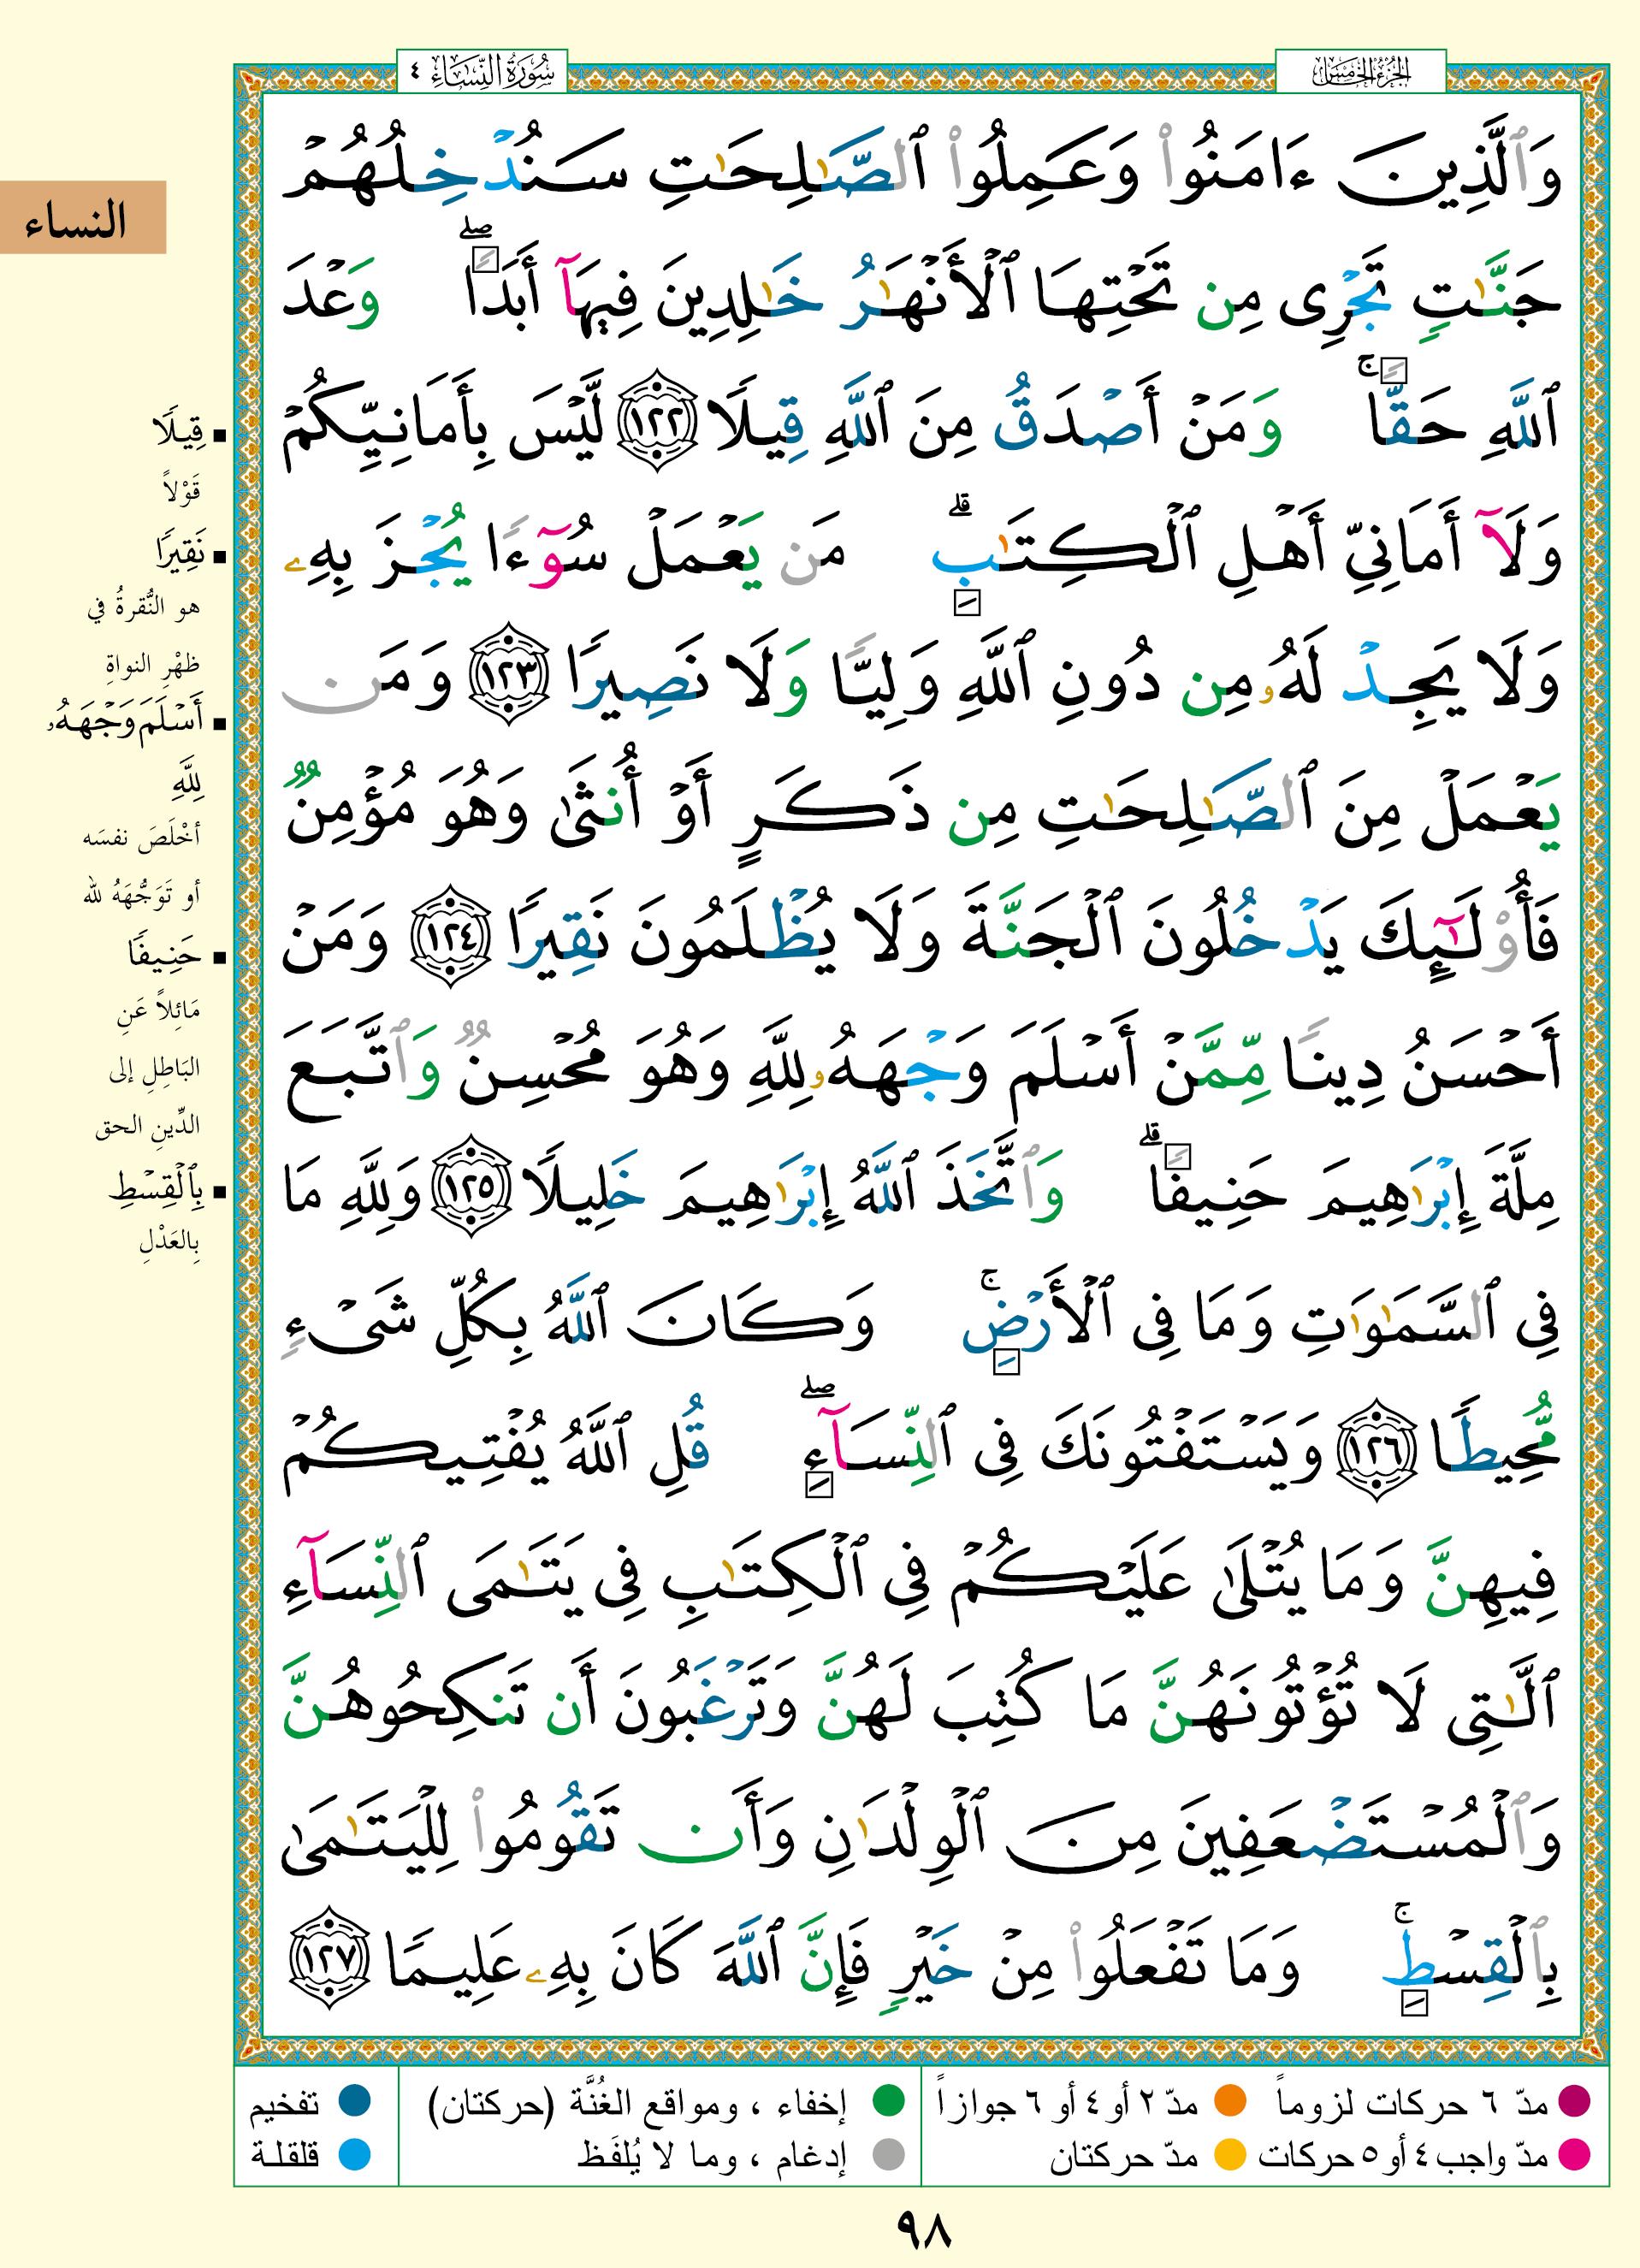 الجزء الخامس
سورة النساء ٤
النساء
وَٱلَّذِينَ ءَامَنُوا۟ وَعَمِلُوا۟ ٱلصَّـٰلِحَـٰتِ سَنُدْخِلُهُمْ
جَنَّـٰتٍ تَجْرِى مِن تَحْتِهَا ٱلْأَنْهَـٰرُ خَـٰلِدِينَ فِيهَآ أَبَدًا ۖ وَعْدَ
ٱللَّهِ حَقًّا ۚ وَمَنْ أَصْدَقُ مِنَ ٱللَّهِ قِيلًا ١٢٢ لَّيْسَ بِأَمَانِيِّكُمْ
وَلَآ أَمَانِىِّ أَهْلِ ٱلْكِتَـٰبِ ۗ مَن يَعْمَلْ سُوٓءًا يُجْزَ بِهِۦ
وَلَا يَجِدْ لَهُۥ مِن دُونِ ٱللَّهِ وَلِيًّا وَلَا نَصِيرًا ١٢٣ وَمَن
يَعْمَلْ مِنَ ٱلصَّـٰلِحَـٰتِ مِن ذَكَرٍ أَوْ أُنثَىٰ وَهُوَ مُؤْمِنٌ
فَأُو۟لَـٰٓئِكَ يَدْخُلُونَ ٱلْجَنَّةَ وَلَا يُظْلَمُونَ نَقِيرًا ١٢٤ وَمَنْ
أَحْسَنُ دِينًا مِّمَّنْ أَسْلَمَ وَجْهَهُۥ لِلَّهِ وَهُوَ مُحْسِنٌ وَٱتَّبَعَ
مِلَّةَ إِبْرَٰهِيمَ حَنِيفًا ۗ وَٱتَّخَذَ ٱللَّهُ إِبْرَٰهِيمَ خَلِيلًا ١٢٥ وَلِلَّهِ مَا
فِى ٱلسَّمَـٰوَٰتِ وَمَا فِى ٱلْأَرْضِ ۚ وَكَانَ ٱللَّهُ بِكُلِّ شَىْءٍ
مُّحِيطًا ١٢٦ وَيَسْتَفْتُونَكَ فِى ٱلنِّسَآءِ ۖ قُلِ ٱللَّهُ يُفْتِيكُمْ
فِيهِنَّ وَمَا يُتْلَىٰ عَلَيْكُمْ فِى ٱلْكِتَـٰبِ فِى يَتَـٰمَى ٱلنِّسَآءِ
ٱلَّـٰتِى لَا تُؤْتُونَهُنَّ مَا كُتِبَ لَهُنَّ وَتَرْغَبُونَ أَن تَنكِحُوهُنَّ
وَٱلْمُسْتَضْعَفِينَ مِنَ ٱلْوِلْدَٰنِ وَأَن تَقُومُوا۟ لِلْيَتَـٰمَىٰ
بِٱلْقِسْطِ ۚ وَمَا تَفْعَلُوا۟ مِنْ خَيْرٍ فَإِنَّ ٱللَّهَ كَانَ بِهِۦ عَلِيمًا ١٢٧
قِيلًا
قَوْلاً
نَقِيرًا
هو النُّقرةُ في
ظهْرِ النواةِ
أَسْلَمَ وَجْهَهُۥ
لِلَّهِ
أخْلَصَ نفسَه
أو تَوَجُّهَهُ لله
حَنِيفًا
مَائِلاً عَنِ
البَاطِلِ إلى
الدِّينِ الحق
بِٱلْقِسْطِ
بِالعَدْلِ
مدّ ٦ حركات لزوماً
مدّ ٢ أو ٤ أو ٦ جوازاً
إخفاء ، ومواقع الغُنَّة (حركتان)
تفخيم
مدّ واجب ٤ أو ٥ حركات
مدّ حركتان
إدغام ، وما لا يُلفَظ
قلقلة
٩٨